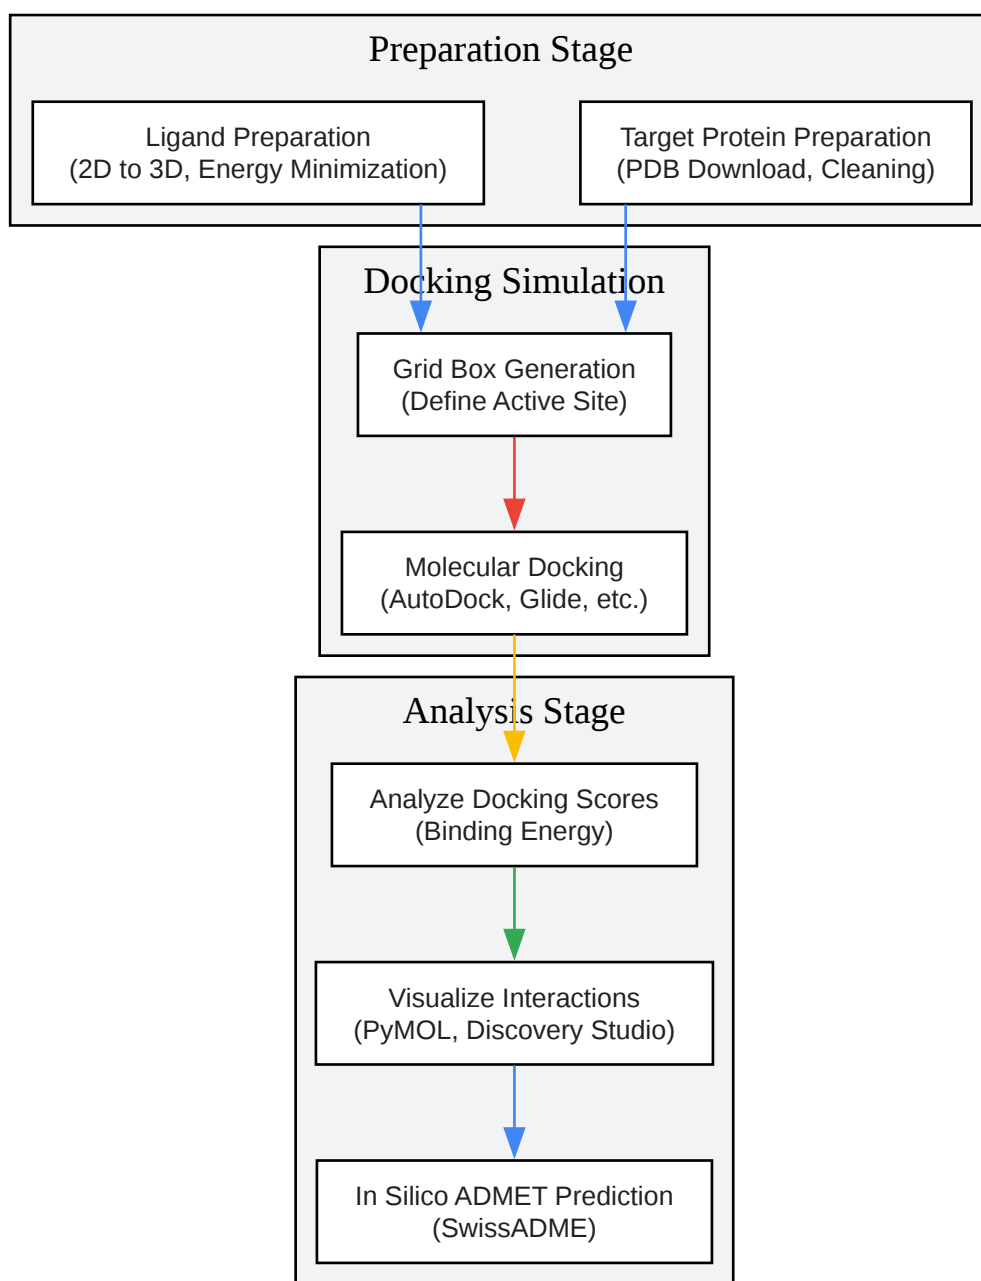 Preparation Stage
Ligand Preparation
(2D to 3D, Energy Minimization)
Target Protein Preparation
(PDB Download, Cleaning)
Docking Simulation
Grid Box Generation
(Define Active Site)
Molecular Docking
(AutoDock, Glide, etc.)
Analysis Stage
Analyze Docking Scores
(Binding Energy)
Visualize Interactions
(PyMOL, Discovery Studio)
In Silico ADMET Prediction
(SwissADME)